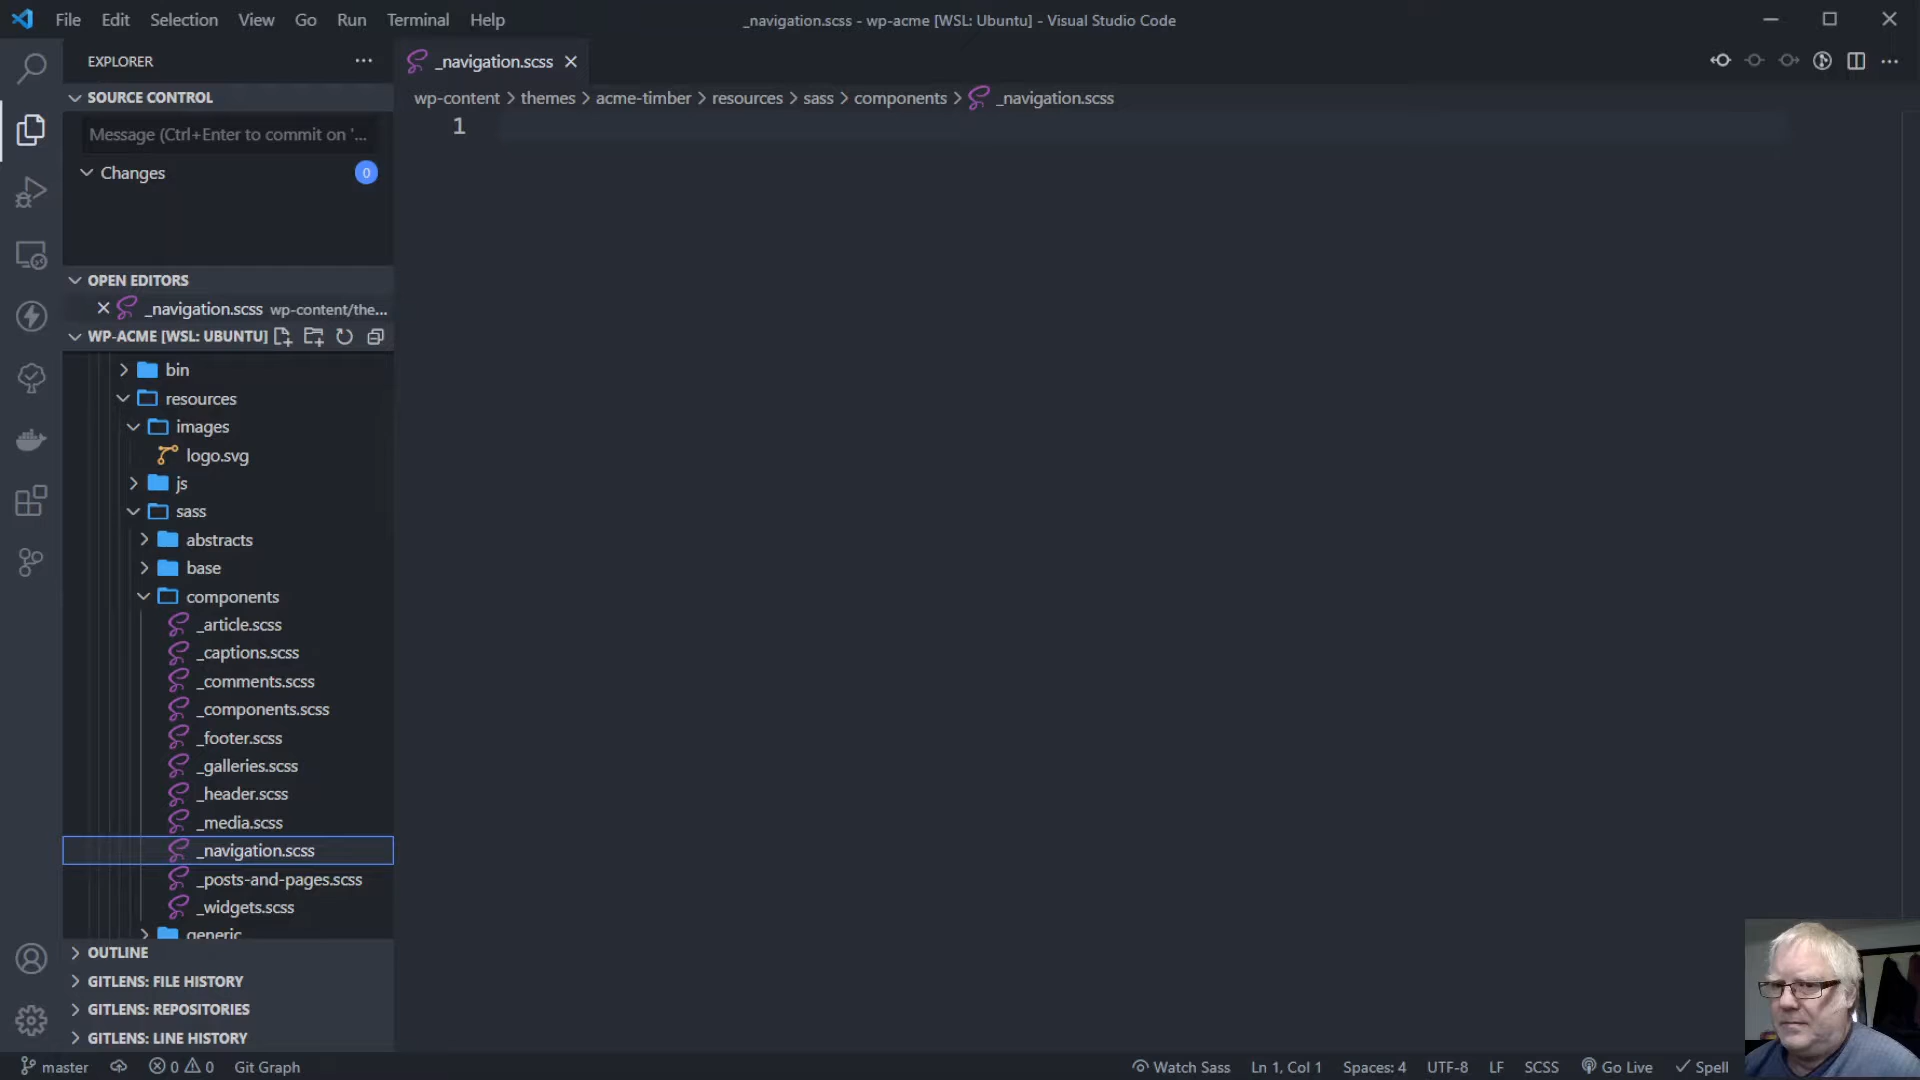 File Edit Selection View Go Run Terminal Help
_navigation.scss - wp-acme [WSL: Ubuntu] - Visual Studio Code
EXPLORER
SOURCE CONTROL
Message (Ctrl+Enter to commit on '...
Changes
0
OPEN EDITORS
_navigation.scss wp-content/the...
WP-ACME [WSL: UBUNTU]
bin
resources
images
logo.svg
js
sass
abstracts
base
components
_article.scss
_captions.scss
_comments.scss
_components.scss
_footer.scss
_galleries.scss
_header.scss
_media.scss
_navigation.scss
_posts-and-pages.scss
_widgets.scss
generic
OUTLINE
GITLENS: FILE HISTORY
GITLENS: REPOSITORIES
GITLENS: LINE HISTORY
_navigation.scss
wp-content > themes > acme-timber > resources > sass > components > _navigation.scss
1
master 0 0 Git Graph
Watch Sass Ln 1, Col 1 Spaces: 4 UTF-8 LF SCSS Go Live Spell